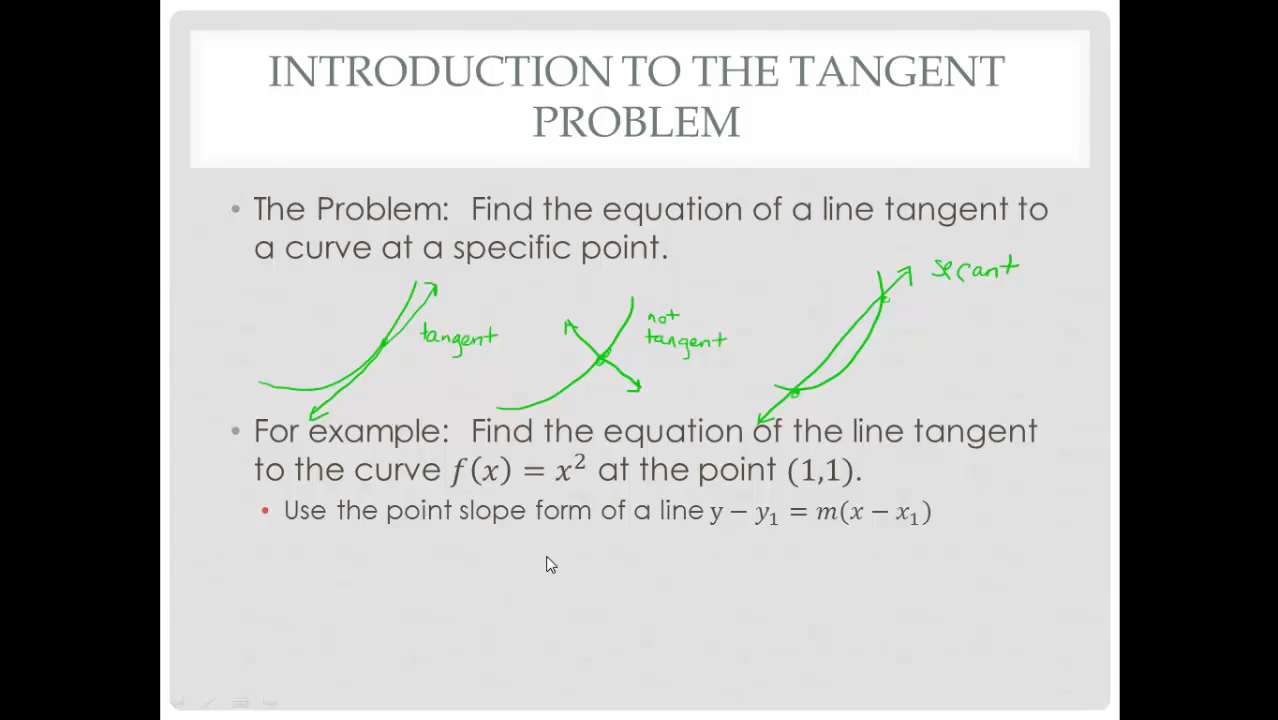 INTRODUCTION TO THE TANGENT
PROBLEM
• The Problem: Find the equation of a line tangent to
a curve at a specific point.
secant
not
tangent
tangent
• For example: Find the equation of the line tangent
to the curve f(x) = x² at the point (1,1).
• Use the point slope form of a line y − y₁ = m(x − x₁)